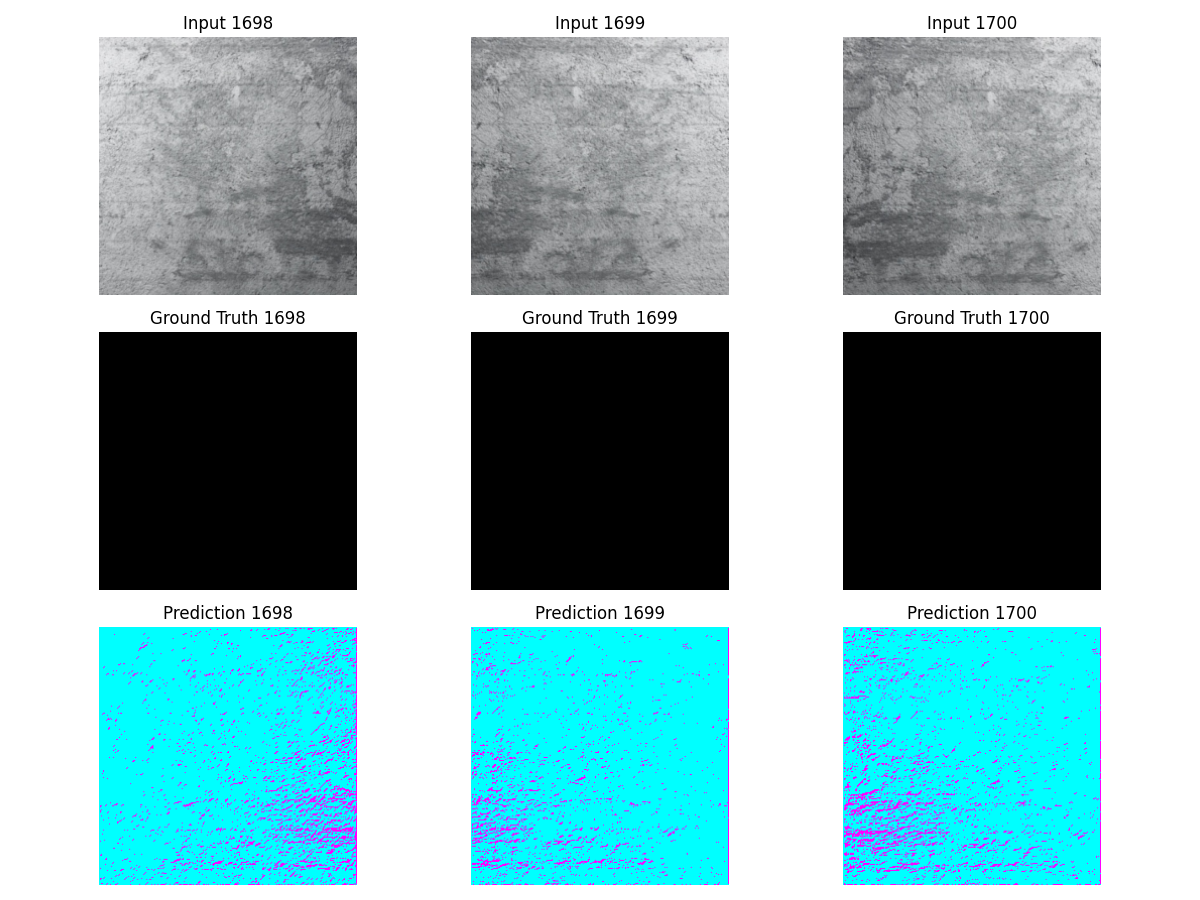 Input 1698
Input 1699
Input 1700
Ground Truth 1698
Ground Truth 1699
Ground Truth 1700
Prediction 1698
Prediction 1699
Prediction 1700